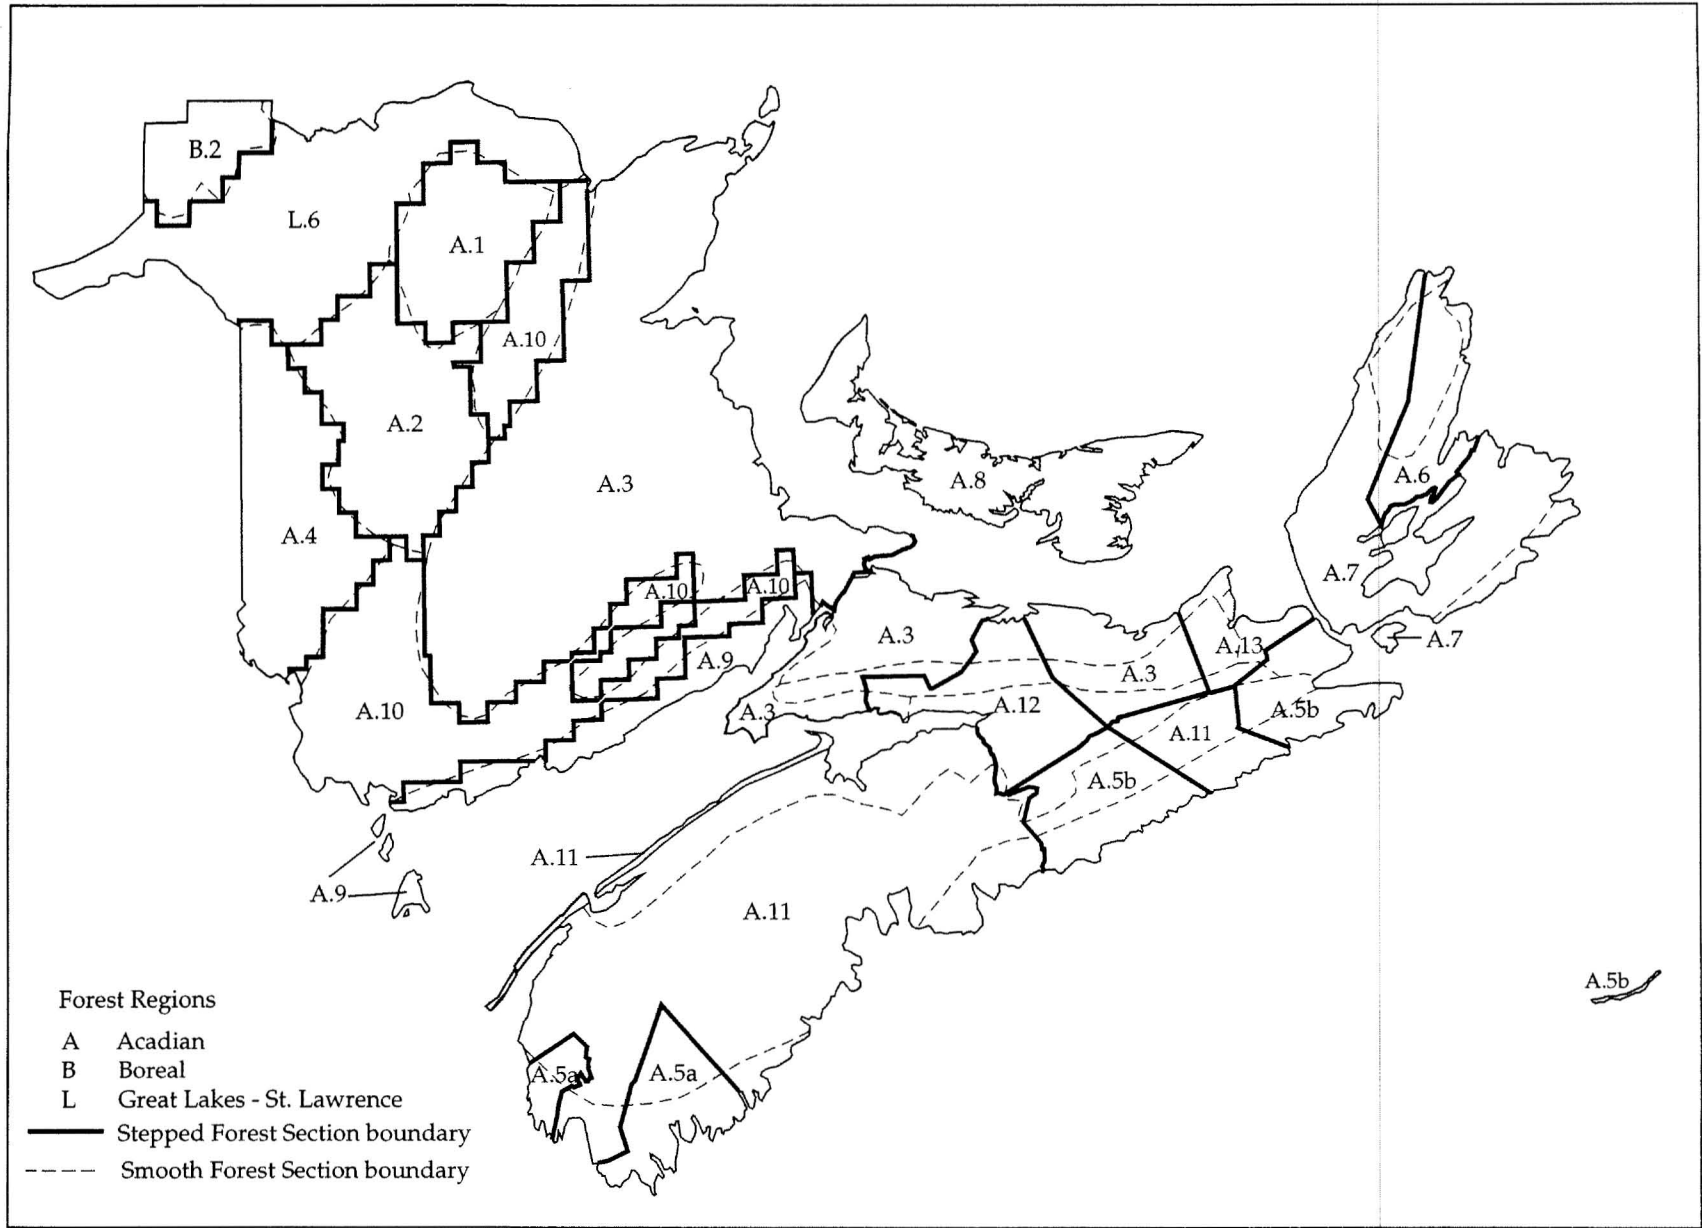 B.2
L.6
A.1
A.10
A.2
A.3
A.8
A.6
A.4
A.7
A.10
A.10
A.3
A.13
A.7
A.9
A.3
A.10
A.3
A.12
A.5b
A.11
A.5b
A.11
A.9
A.11
A.5b
A.5a
A.5a
Forest Regions
A Acadian
B Boreal
L Great Lakes - St. Lawrence
Stepped Forest Section boundary
Smooth Forest Section boundary